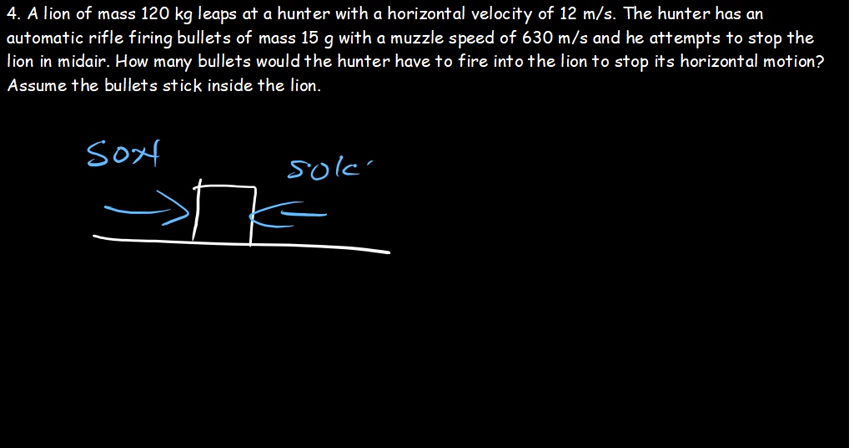 4. A lion of mass 120 kg leaps at a hunter with a horizontal velocity of 12 m/s. The hunter has an
automatic rifle firing bullets of mass 15 g with a muzzle speed of 630 m/s and he attempts to stop the
lion in midair. How many bullets would the hunter have to fire into the lion to stop its horizontal motion?
Assume the bullets stick inside the lion.